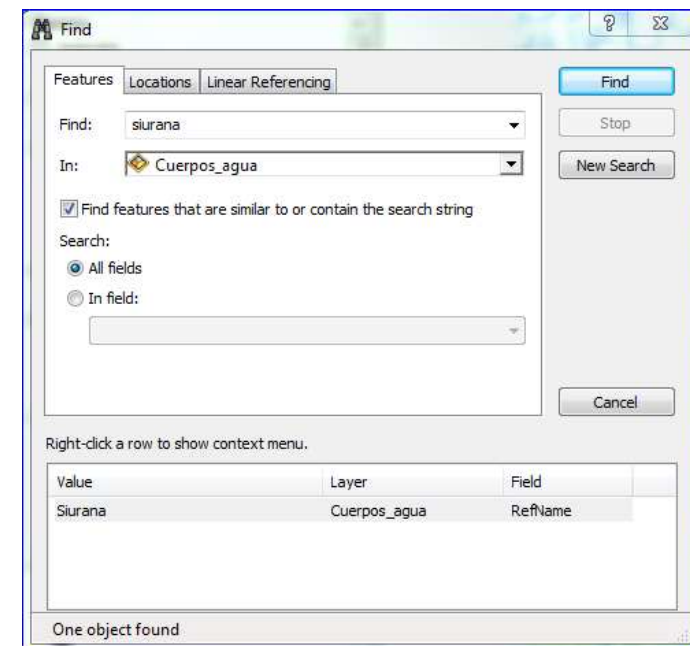 Find
Features Locations Linear Referencing
Find
Find: siurana
Stop
In: Cuerpos_agua
New Search
Find features that are similar to or contain the search string
Search:
All fields
In field:
Cancel
Right-click a row to show context menu.
Value Layer Field
Siurana Cuerpos_agua RefName
One object found